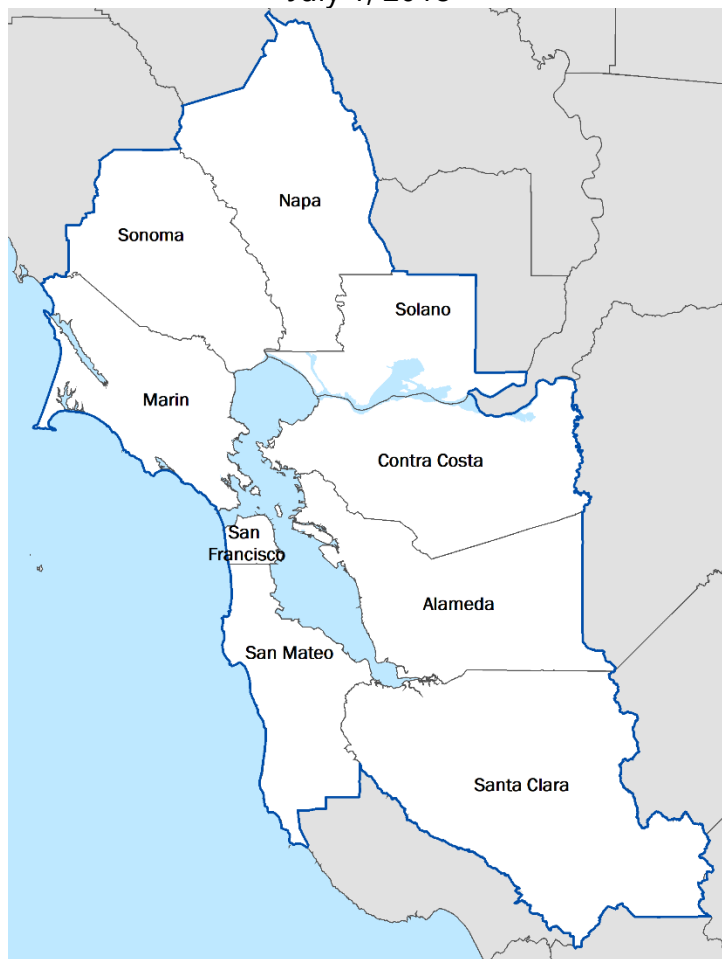 Napa
Sonoma
Solano
Marin
Contra Costa
San
Francisco
Alameda
San Mateo
Santa Clara